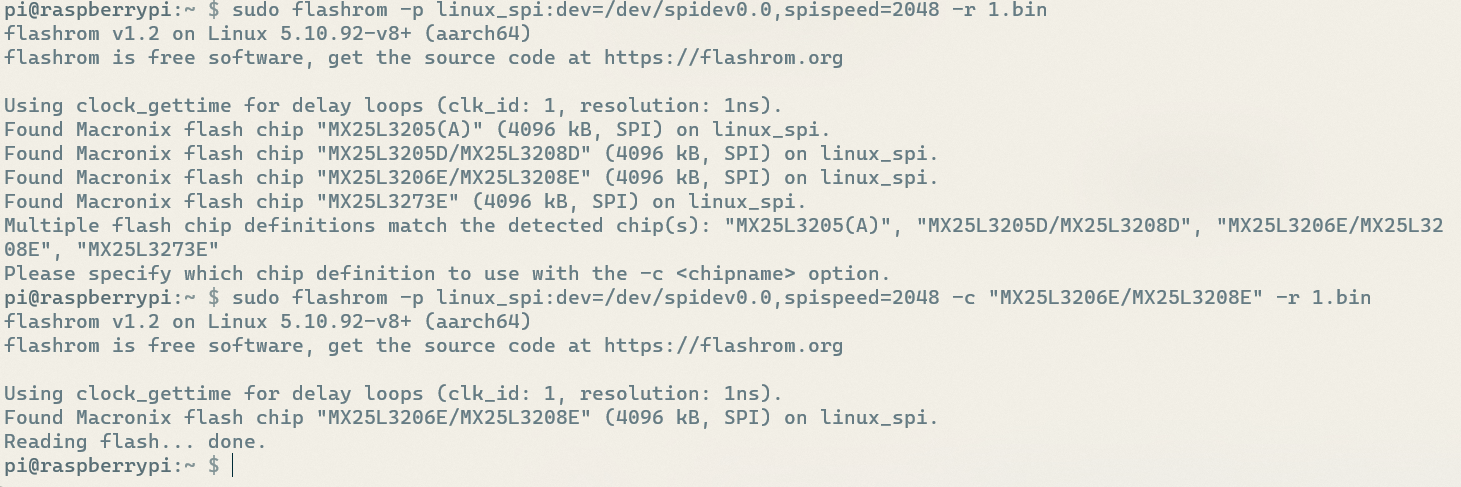 pi@raspberrypi:~ $ sudo flashrom -p linux_spi:dev=/dev/spidev0.0,spispeed=2048 -r 1.bin
flashrom v1.2 on Linux 5.10.92-v8+ (aarch64)
flashrom is free software, get the source code at https://flashrom.org

Using clock_gettime for delay loops (clk_id: 1, resolution: 1ns).
Found Macronix flash chip "MX25L3205(A)" (4096 kB, SPI) on linux_spi.
Found Macronix flash chip "MX25L3205D/MX25L3208D" (4096 kB, SPI) on linux_spi.
Found Macronix flash chip "MX25L3206E/MX25L3208E" (4096 kB, SPI) on linux_spi.
Found Macronix flash chip "MX25L3273E" (4096 kB, SPI) on linux_spi.
Multiple flash chip definitions match the detected chip(s): "MX25L3205(A)", "MX25L3205D/MX25L3208D", "MX25L3206E/MX25L32
08E", "MX25L3273E"
Please specify which chip definition to use with the -c <chipname> option.
pi@raspberrypi:~ $ sudo flashrom -p linux_spi:dev=/dev/spidev0.0,spispeed=2048 -c "MX25L3206E/MX25L3208E" -r 1.bin
flashrom v1.2 on Linux 5.10.92-v8+ (aarch64)
flashrom is free software, get the source code at https://flashrom.org

Using clock_gettime for delay loops (clk_id: 1, resolution: 1ns).
Found Macronix flash chip "MX25L3206E/MX25L3208E" (4096 kB, SPI) on linux_spi.
Reading flash... done.
pi@raspberrypi:~ $